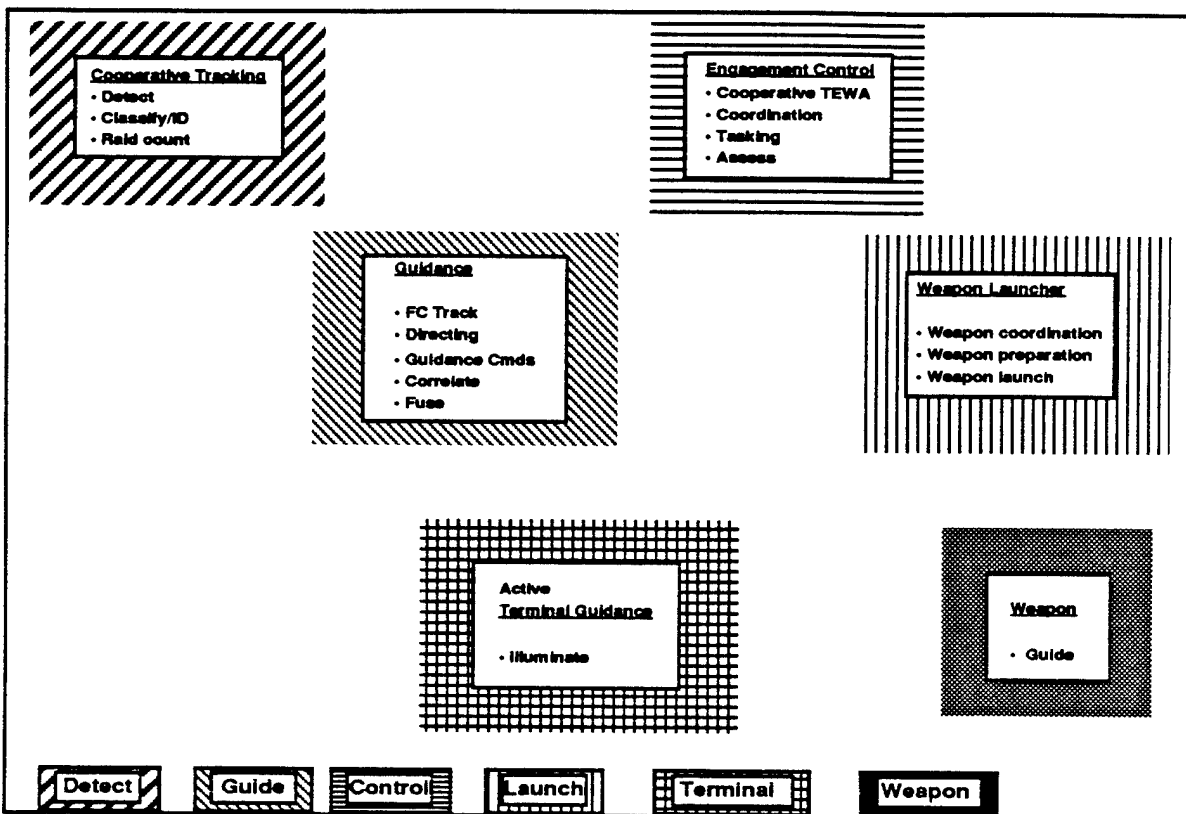 Cooperative Tracking
• Detect
• Classify/ID
• Raid count
Engagement Control
• Cooperative TEWA
• Coordination
• Tasking
• Assess
Guidance
• FC Track
• Directing
• Guidance Cmds
• Correlate
• Fuse
Weapon Launcher
• Weapon coordination
• Weapon preparation
• Weapon launch
Active
Terminal Guidance
• Illuminate
Weapon
• Guide
Detect
Guide
Control
Launch
Terminal
Weapon